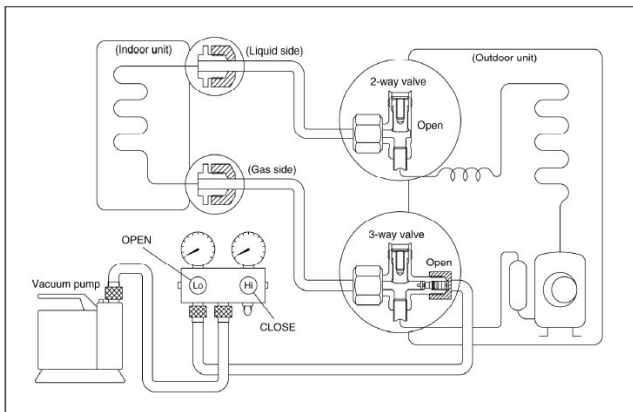 (Indoor unit)
(Liquid side)
(Outdoor unit)
2-way valve
Open
(Gas side)
3-way valve
Open
OPEN
Vacuum pump
Lo
Hi
CLOSE